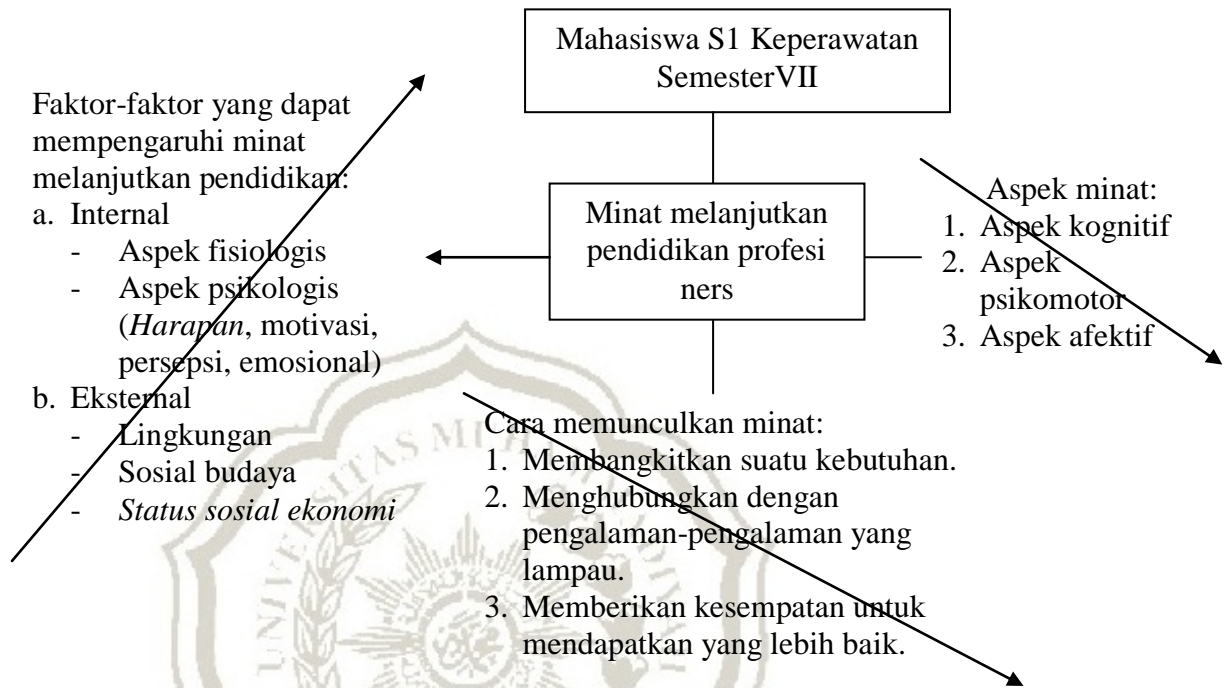 Mahasiswa S1 Keperawatan
SemesterVII
Faktor-faktor yang dapat
mempengaruhi minat
melanjutkan pendidikan:
a. Internal
- Aspek fisiologis
- Aspek psikologis
(Harapan, motivasi,
persepsi, emosional)
b. Eksternal
- Lingkungan
- Sosial budaya
- Status sosial ekonomi
Minat melanjutkan
pendidikan profesi
ners
Aspek minat:
1. Aspek kognitif
2. Aspek
psikomotor
3. Aspek afektif
Cara memunculkan minat:
1. Membangkitkan suatu kebutuhan.
2. Menghubungkan dengan
pengalaman-pengalaman yang
lampau.
3. Memberikan kesempatan untuk
mendapatkan yang lebih baik.